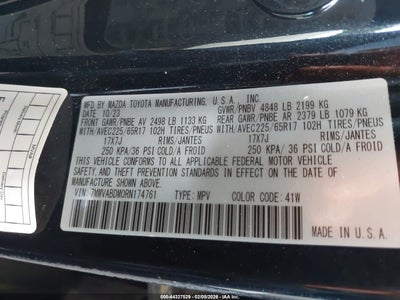 MFD. BY MAZDA TOYOTA MANUFACTURING, U.S.A. INC.
DATE 10/23 GVWR/PNBV 4848 LB 2199 KG
FRONT GAWR/PNBE AV 2498 LB 1133 KG REAR GAWR/PNBE AR 2379 LB 1079 KG
WITH/AVEC225/65R17 102H TIRES/PNEUS WITH/AVEC225/65R17 102H TIRES/PNEUS
17X7J RIMS/JANTES 17X7J RIMS/JANTES
250 KPA/36 PSI COLD/A FROID 250 KPA/36 PSI COLD/A FROID
THIS VEHICLE CONFORMS TO ALL APPLICABLE FEDERAL MOTOR VEHICLE
SAFETY, AND THEFT PREVENTION STANDARDS IN EFFECT ON THE DATE OF
MANUFACTURE SHOWN ABOVE.
VIN: 7MMVABDM0RN174761 TYPE: MPV COLOR: 41W
MADE IN U.S.A.
©44327529 - 02/09/2026 - IAA Inc.